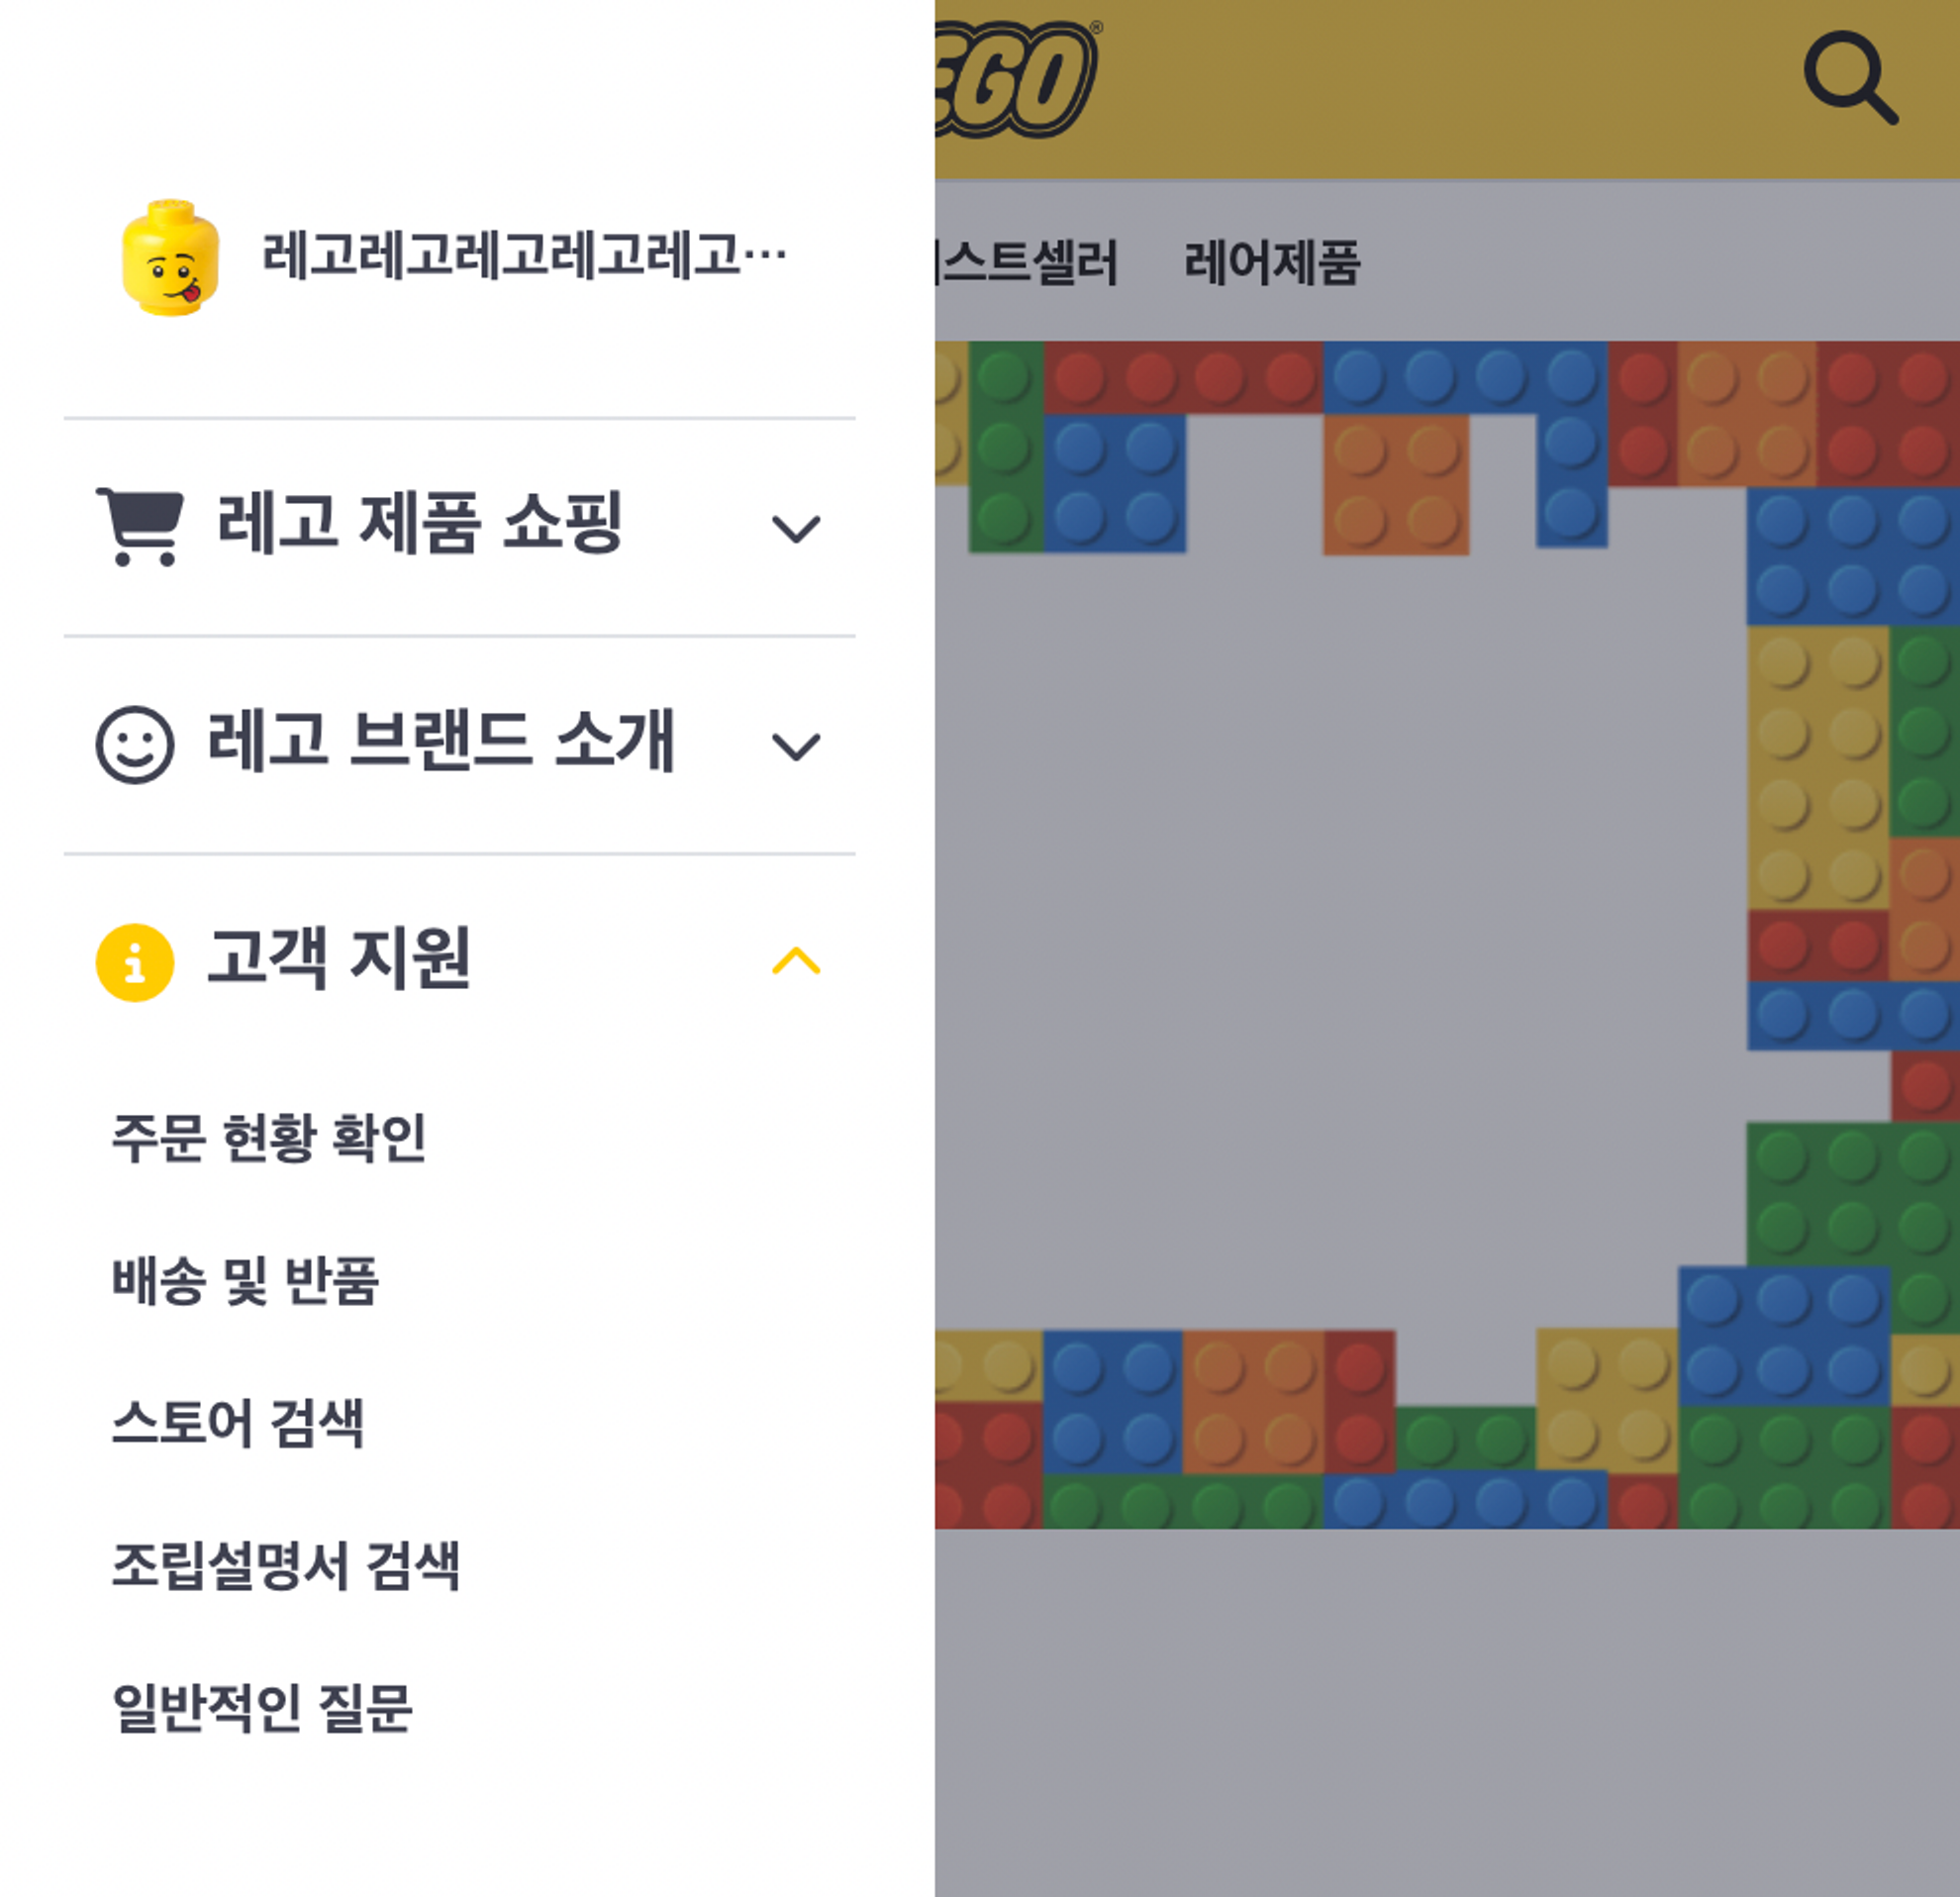 EGO®
레고레고레고레고레고…
스트셀러 레어제품
레고 제품 쇼핑
레고 브랜드 소개
고객 지원
주문 현황 확인
배송 및 반품
스토어 검색
조립설명서 검색
일반적인 질문